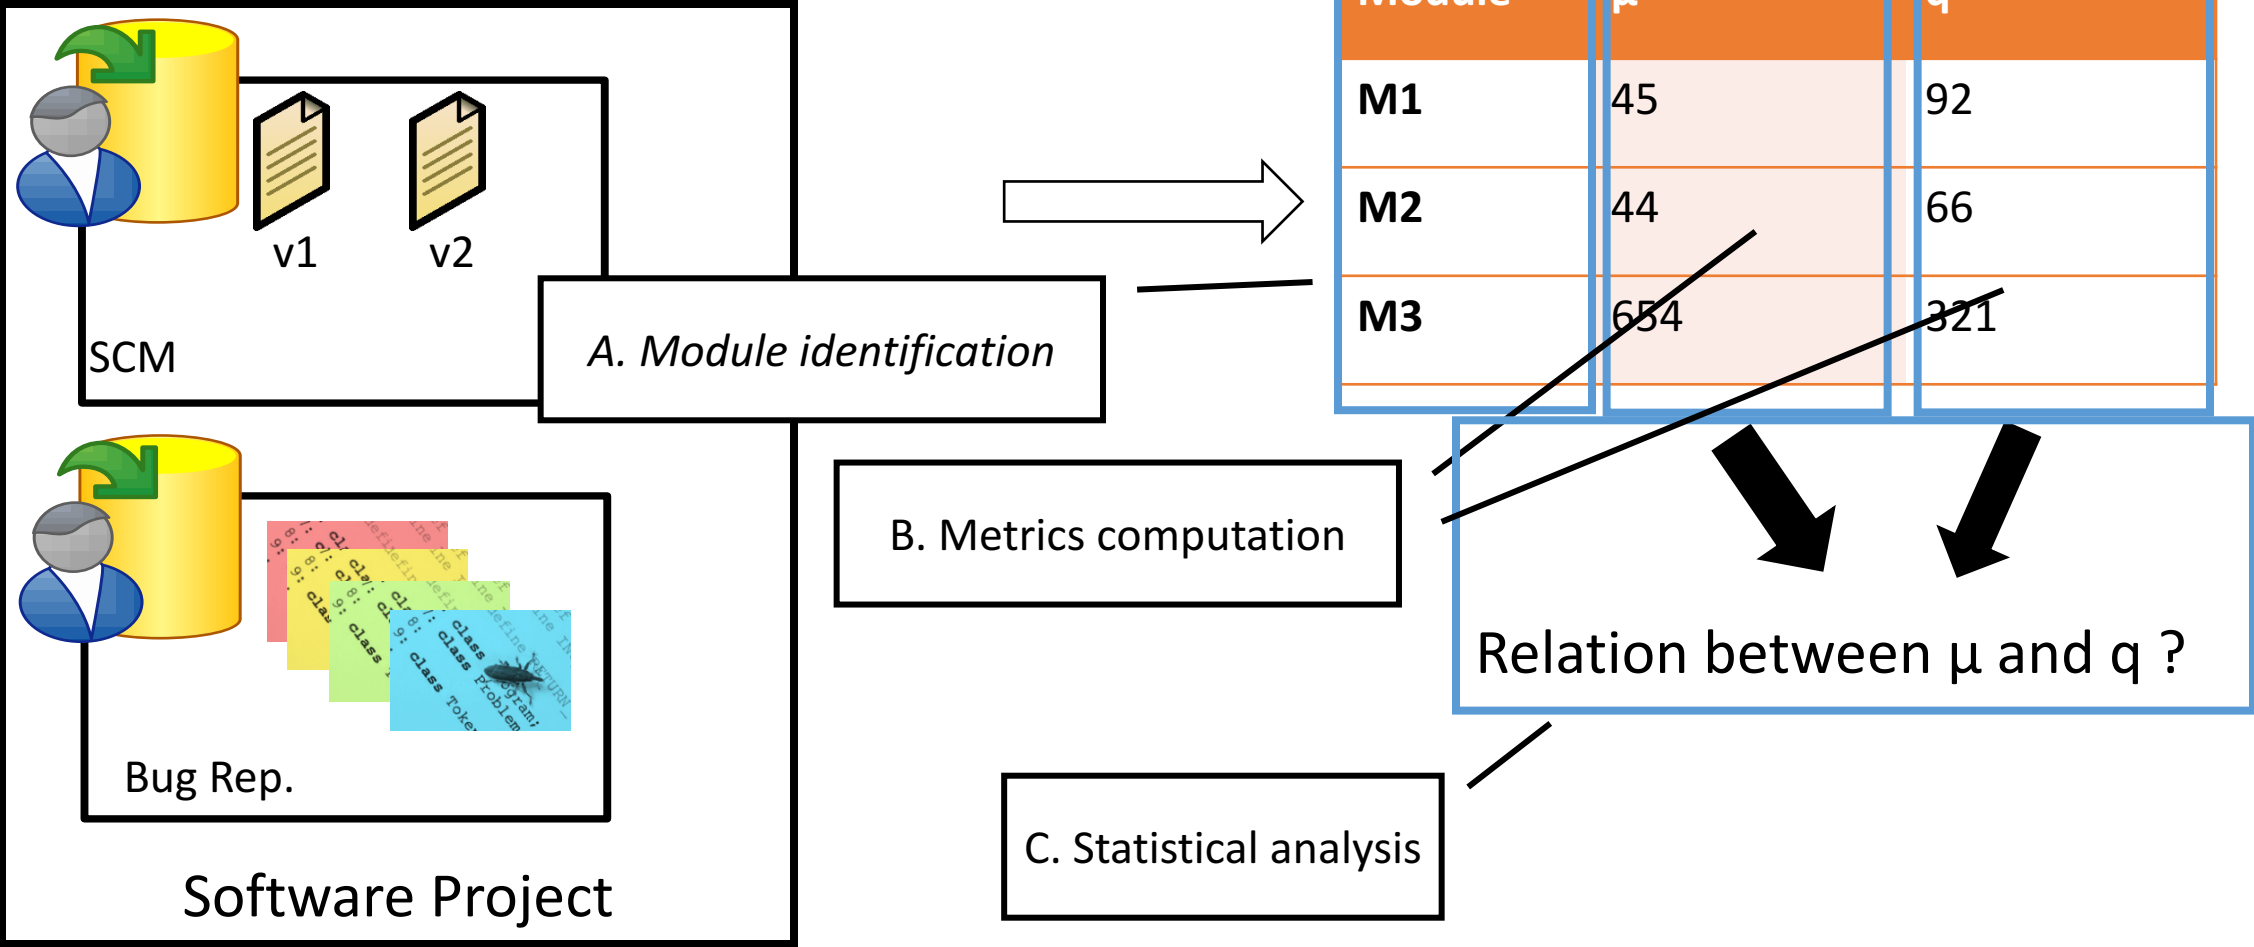 v1
v2
SCM
A. Module identification
Bug Rep.
Software Project
Module μ q
M1 45 92
M2 44 66
M3 654 321
B. Metrics computation
Relation between μ and q ?
C. Statistical analysis